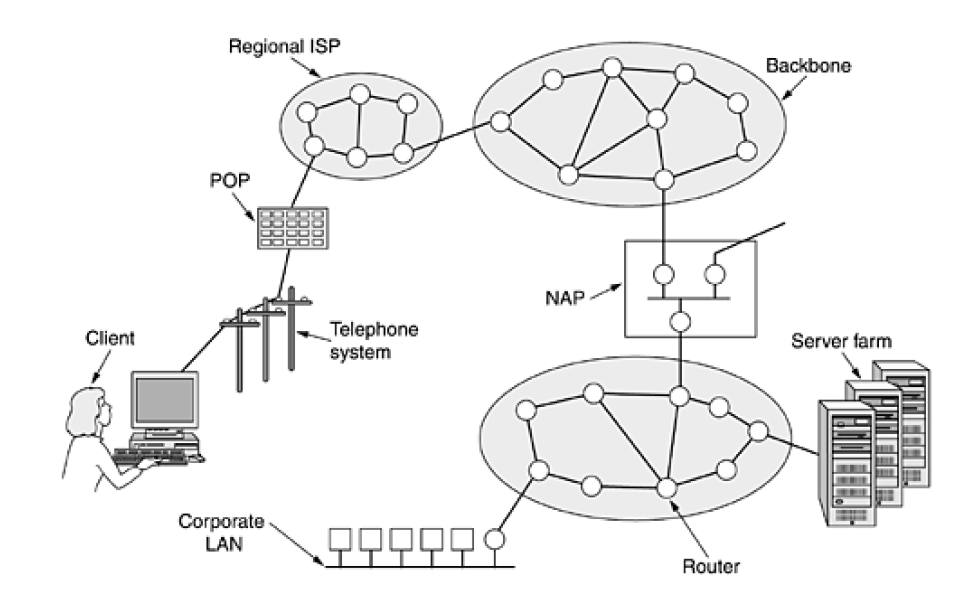 Regional ISP
Backbone
POP
NAP
Telephone
system
Client
Server farm
Corporate
LAN
Router